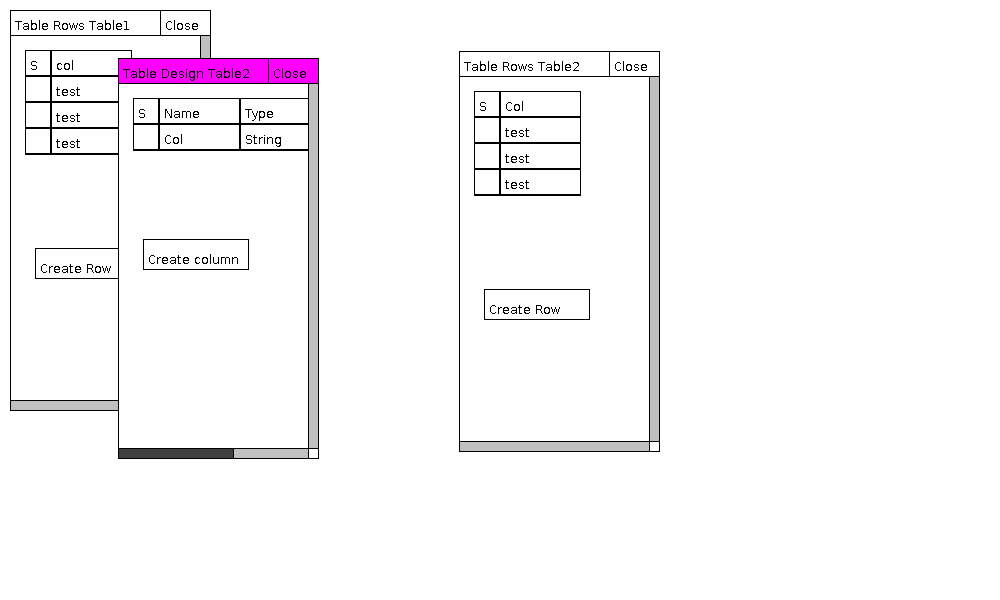 Table Rows Table1 Close
S col
test
test
test
Create Row
Table Design Table2 Close
S Name Type
Col String
Create column
Table Rows Table2 Close
S Col
test
test
test
Create Row